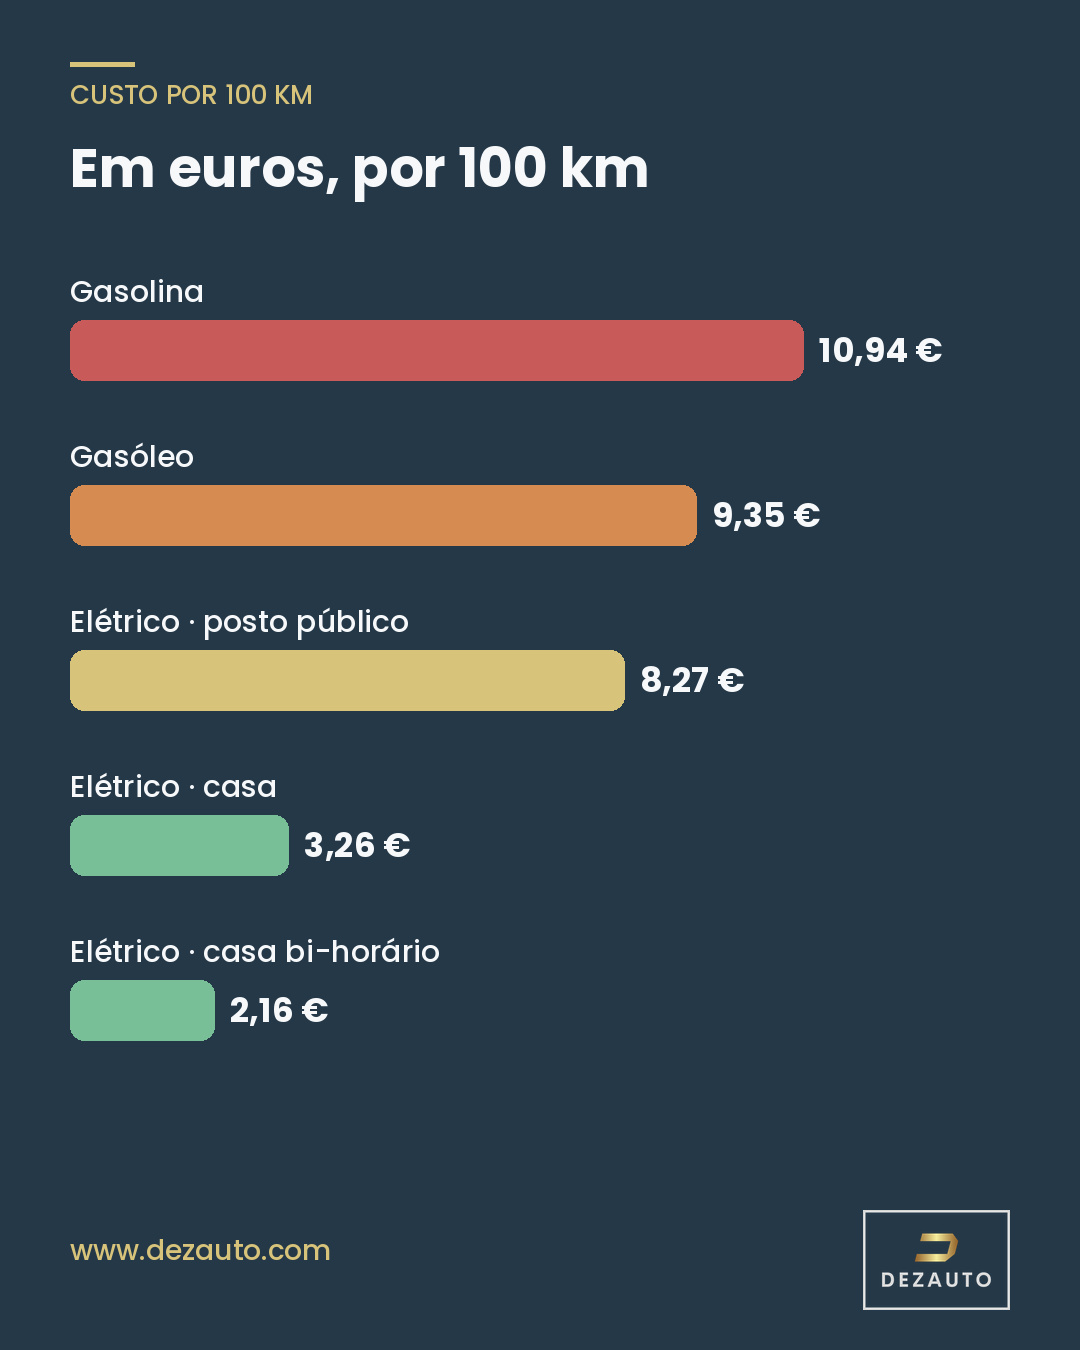 CUSTO POR 100 KM
Em euros, por 100 km
Gasolina
10,94 €
Gasóleo
9,35 €
Elétrico · posto público
8,27 €
Elétrico · casa
3,26 €
Elétrico · casa bi-horário
2,16 €
www.dezauto.com
DEZAUTO